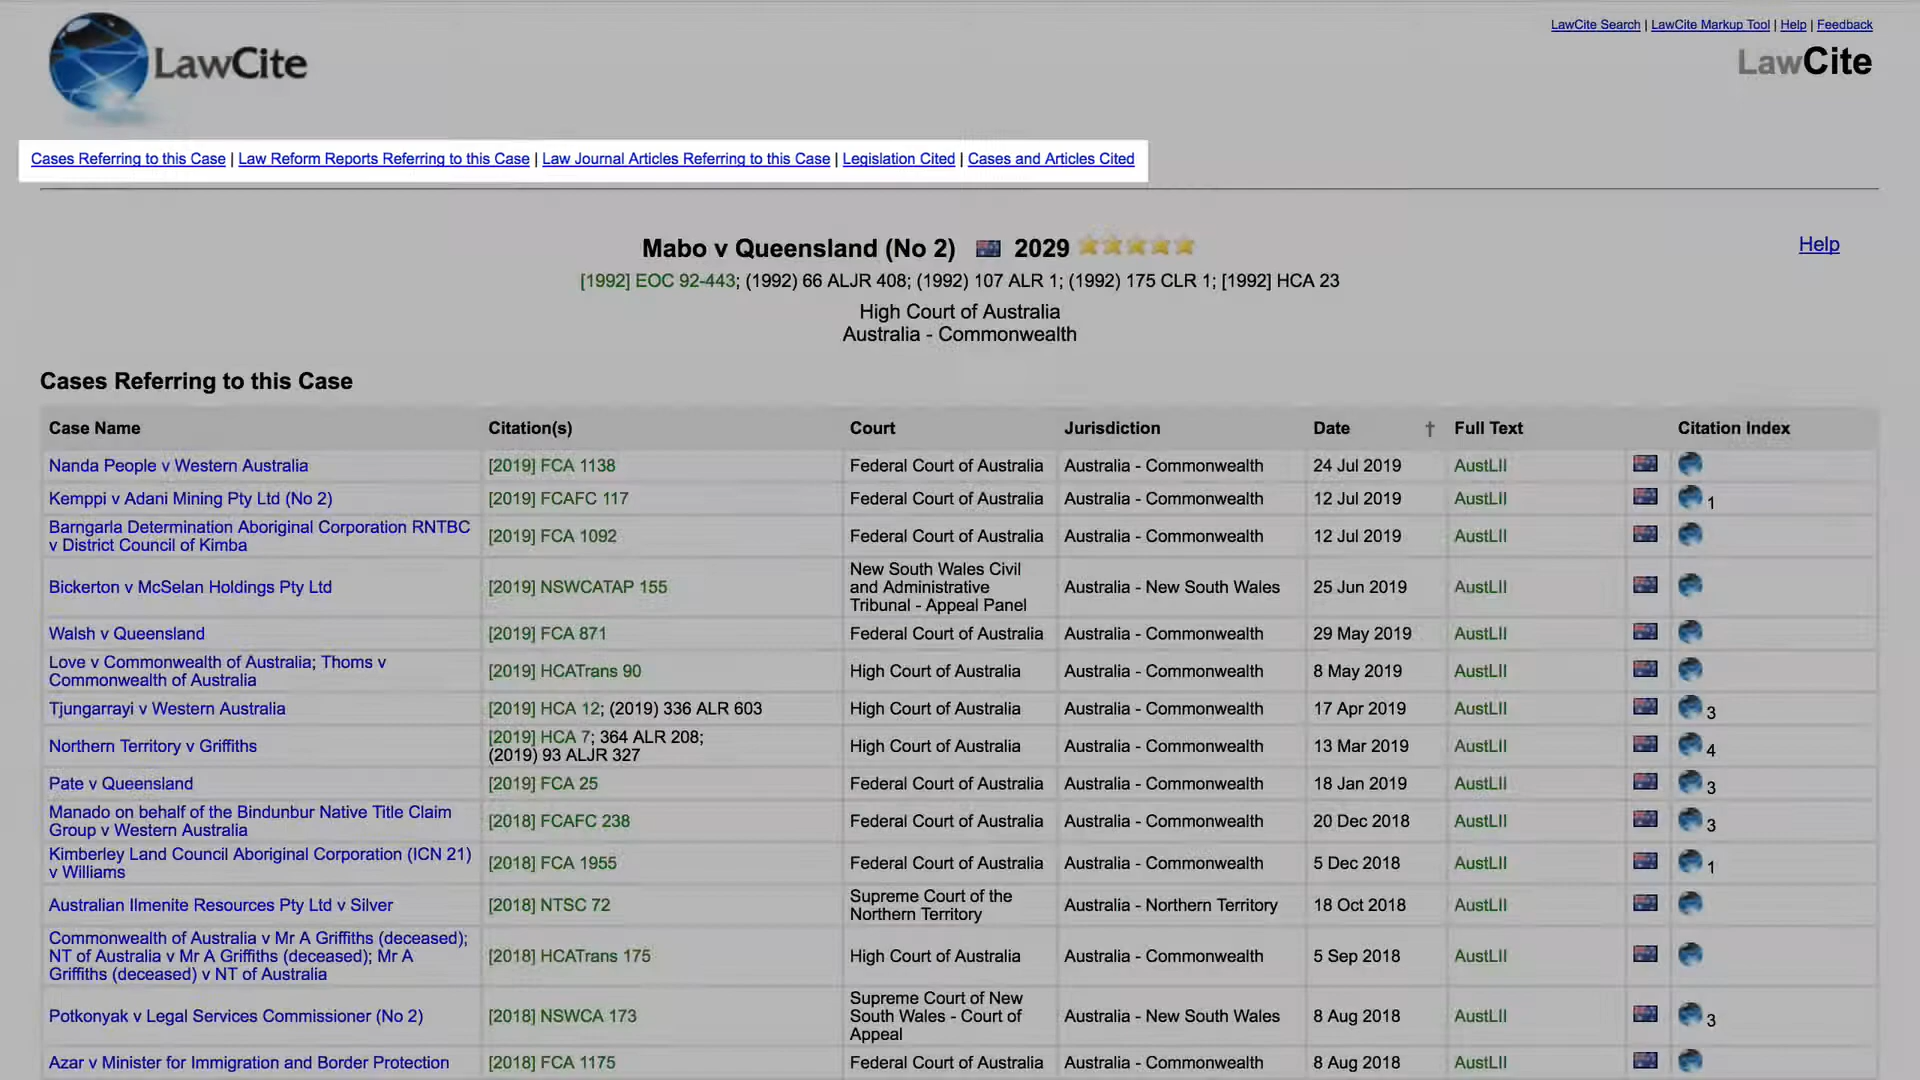 LawCite Search | LawCite Markup Tool | Help | Feedback
LawCite
LawCite
Cases Referring to this Case | Law Reform Reports Referring to this Case | Law Journal Articles Referring to this Case | Legislation Cited | Cases and Articles Cited
Mabo v Queensland (No 2) 2029
Help
[1992] EOC 92-443; (1992) 66 ALJR 408; (1992) 107 ALR 1; (1992) 175 CLR 1; [1992] HCA 23
High Court of Australia
Australia - Commonwealth
Cases Referring to this Case
Case Name Citation(s) Court Jurisdiction Date † Full Text Citation Index
Nanda People v Western Australia [2019] FCA 1138 Federal Court of Australia Australia - Commonwealth 24 Jul 2019 AustLII
Kemppi v Adani Mining Pty Ltd (No 2) [2019] FCAFC 117 Federal Court of Australia Australia - Commonwealth 12 Jul 2019 AustLII 1
Barngarla Determination Aboriginal Corporation RNTBC
v District Council of Kimba [2019] FCA 1092 Federal Court of Australia Australia - Commonwealth 12 Jul 2019 AustLII
Bickerton v McSelan Holdings Pty Ltd [2019] NSWCATAP 155 New South Wales Civil
and Administrative
Tribunal - Appeal Panel Australia - New South Wales 25 Jun 2019 AustLII
Walsh v Queensland [2019] FCA 871 Federal Court of Australia Australia - Commonwealth 29 May 2019 AustLII
Love v Commonwealth of Australia; Thoms v
Commonwealth of Australia [2019] HCATrans 90 High Court of Australia Australia - Commonwealth 8 May 2019 AustLII
Tjungarrayi v Western Australia [2019] HCA 12; (2019) 336 ALR 603 High Court of Australia Australia - Commonwealth 17 Apr 2019 AustLII 3
Northern Territory v Griffiths [2019] HCA 7; 364 ALR 208;
(2019) 93 ALJR 327 High Court of Australia Australia - Commonwealth 13 Mar 2019 AustLII 4
Pate v Queensland [2019] FCA 25 Federal Court of Australia Australia - Commonwealth 18 Jan 2019 AustLII 3
Manado on behalf of the Bindunbur Native Title Claim
Group v Western Australia [2018] FCAFC 238 Federal Court of Australia Australia - Commonwealth 20 Dec 2018 AustLII 3
Kimberley Land Council Aboriginal Corporation (ICN 21)
v Williams [2018] FCA 1955 Federal Court of Australia Australia - Commonwealth 5 Dec 2018 AustLII 1
Australian Ilmenite Resources Pty Ltd v Silver [2018] NTSC 72 Supreme Court of the
Northern Territory Australia - Northern Territory 18 Oct 2018 AustLII
Commonwealth of Australia v Mr A Griffiths (deceased);
NT of Australia v Mr A Griffiths (deceased); Mr A
Griffiths (deceased) v NT of Australia [2018] HCATrans 175 High Court of Australia Australia - Commonwealth 5 Sep 2018 AustLII
Potkonyak v Legal Services Commissioner (No 2) [2018] NSWCA 173 Supreme Court of New
South Wales - Court of
Appeal Australia - New South Wales 8 Aug 2018 AustLII 3
Azar v Minister for Immigration and Border Protection [2018] FCA 1175 Federal Court of Australia Australia - Commonwealth 8 Aug 2018 AustLII